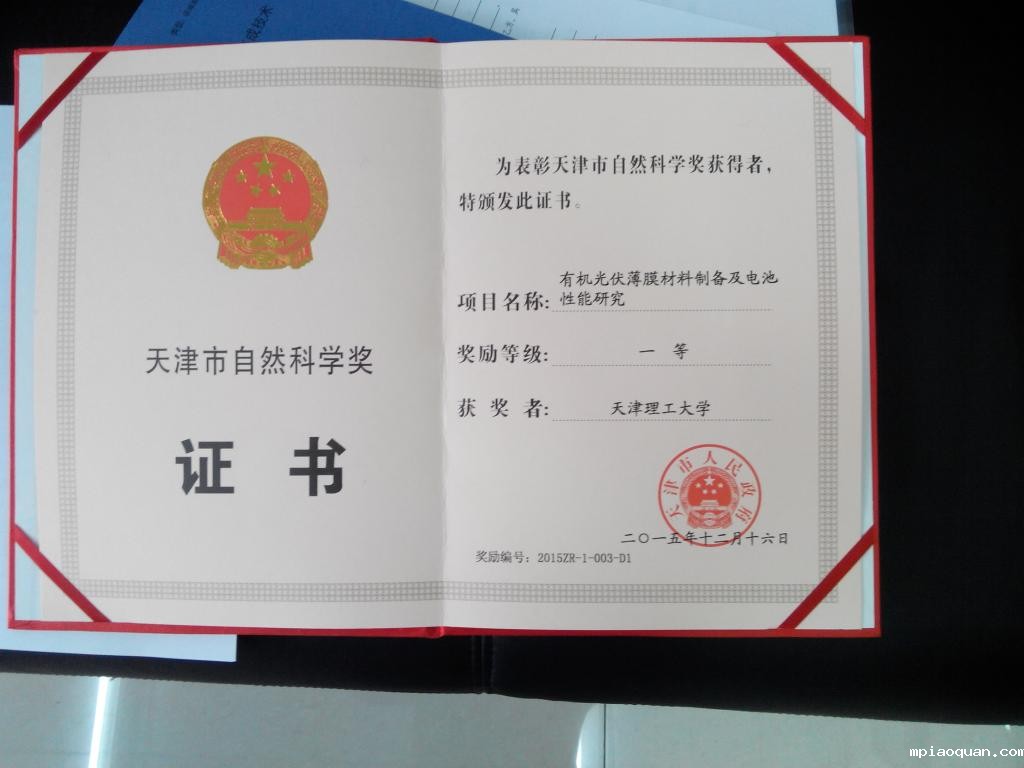 天津市自然科学奖
证 书
为表彰天津市自然科学奖获得者，
特颁发此证书。
项目名称：有机光伏薄膜材料制备及电池
性能研究
奖励等级：一 等
获 奖 者：天津理工大学
天津市人民政府
二〇一五年十二月十六日
奖励编号：2015ZR-1-003-D1
mpiaoquan.com